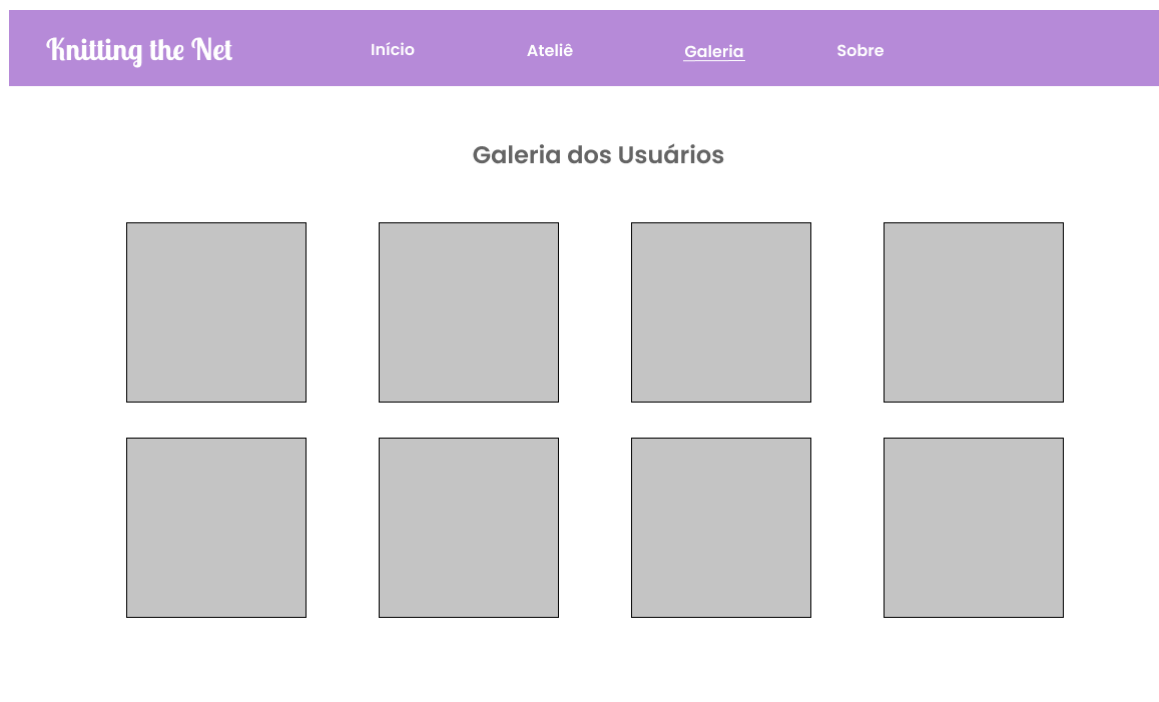 Knitting the Net
Início
Ateliê
Galeria
Sobre
Galeria dos Usuários